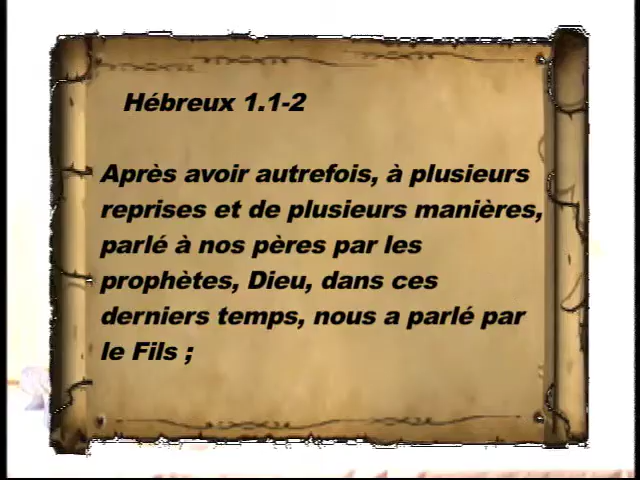 Hébreux 1.1-2
Après avoir autrefois, à plusieurs
reprises et de plusieurs manières,
parlé à nos pères par les
prophètes, Dieu, dans ces
derniers temps, nous a parlé par
le Fils ;